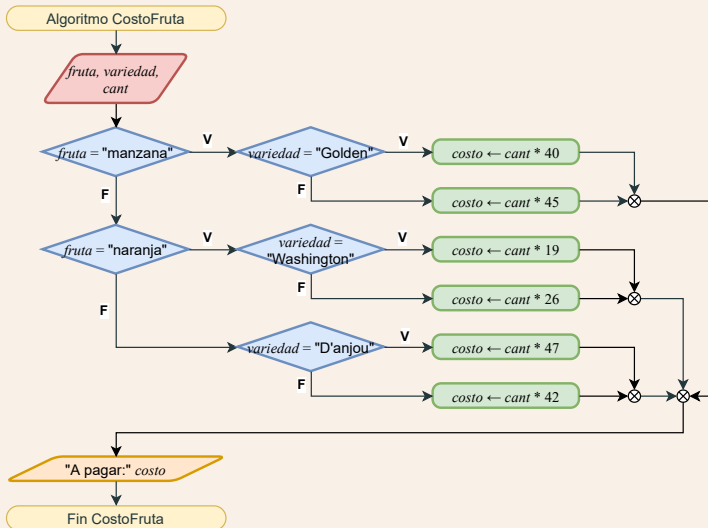 Algoritmo CostoFruta
fruta, variedad,
cant
fruta = "manzana"
V
variedad = "Golden"
V
costo ← cant * 40
F
F
costo ← cant * 45
fruta = "naranja"
V
variedad =
"Washington"
V
costo ← cant * 19
F
costo ← cant * 26
F
variedad = "D'anjou"
V
costo ← cant * 47
F
costo ← cant * 42
"A pagar:" costo
Fin CostoFruta